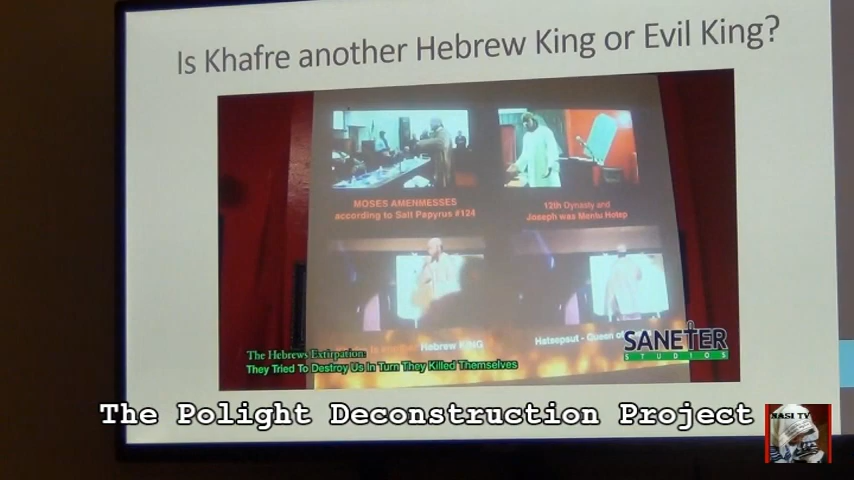 Is Khafre another Hebrew King or Evil King?
MOSES AMENMESSES
according to Salt Papyrus #124
12th Dynasty and
Joseph was Mentu Hotep
is another Hebrew KING
Hatsepsut - Queen of
SANETER
STUDIOS
The Hebrews Extirpation:
They Tried To Destroy Us In Turn They Killed Themselves
The Polight Deconstruction Project
NASI TV